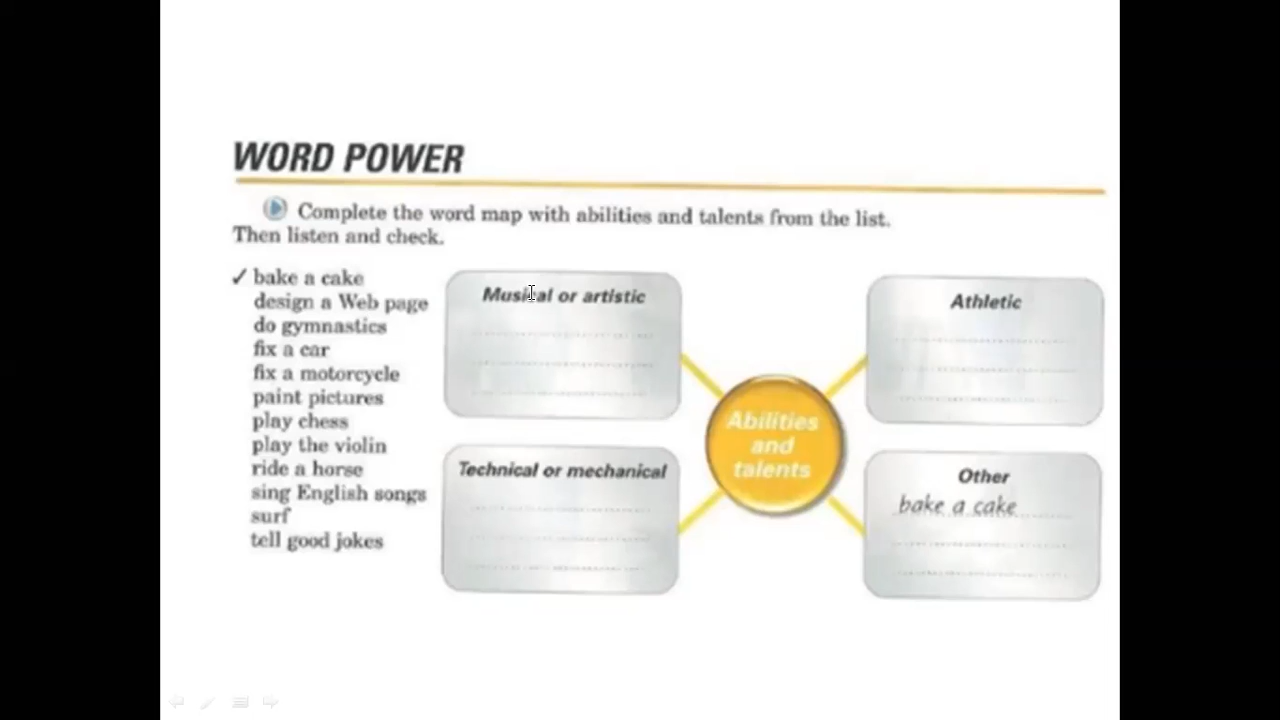 WORD POWER
Complete the word map with abilities and talents from the list.
Then listen and check.
✓ bake a cake
design a Web page
do gymnastics
fix a car
fix a motorcycle
paint pictures
play chess
play the violin
ride a horse
sing English songs
surf
tell good jokes
Musical or artistic
Athletic
Abilities
and
talents
Technical or mechanical
Other
bake a cake